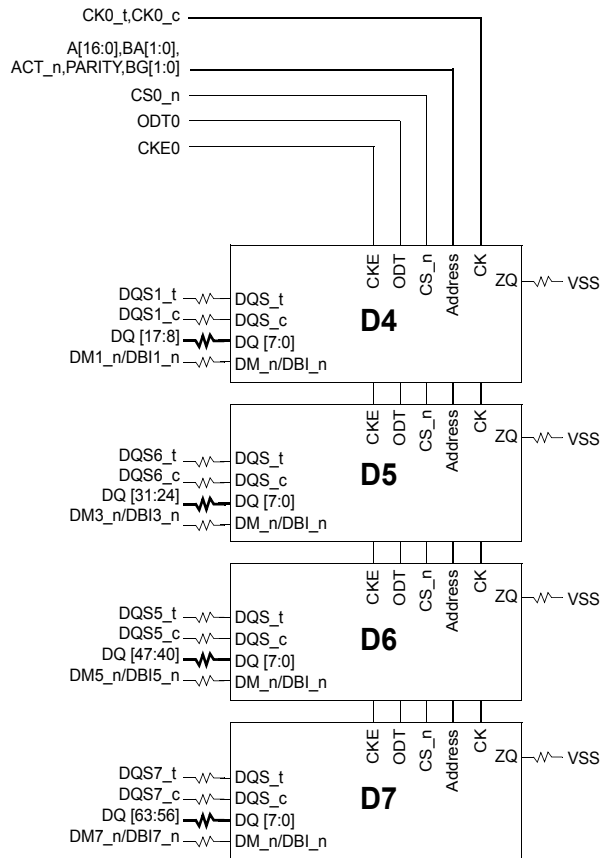 CK0_t,CK0_c
A[16:0],BA[1:0],
ACT_n,PARITY,BG[1:0]
CS0_n
ODT0
CKE0
CKE
ODT
CS_n
Address
CK
ZQ
VSS
DQS1_t
DQS_t
DQS1_c
DQS_c
D4
DQ [17:8]
DQ [7:0]
DM1_n/DBI1_n
DM_n/DBI_n
CKE
ODT
CS_n
Address
CK
ZQ
VSS
DQS6_t
DQS_t
DQS6_c
DQS_c
D5
DQ [31:24]
DQ [7:0]
DM3_n/DBI3_n
DM_n/DBI_n
CKE
ODT
CS_n
Address
CK
ZQ
VSS
DQS5_t
DQS_t
DQS5_c
DQS_c
D6
DQ [47:40]
DQ [7:0]
DM5_n/DBI5_n
DM_n/DBI_n
CKE
ODT
CS_n
Address
CK
ZQ
VSS
DQS7_t
DQS_t
DQS7_c
DQS_c
D7
DQ [63:56]
DQ [7:0]
DM7_n/DBI7_n
DM_n/DBI_n